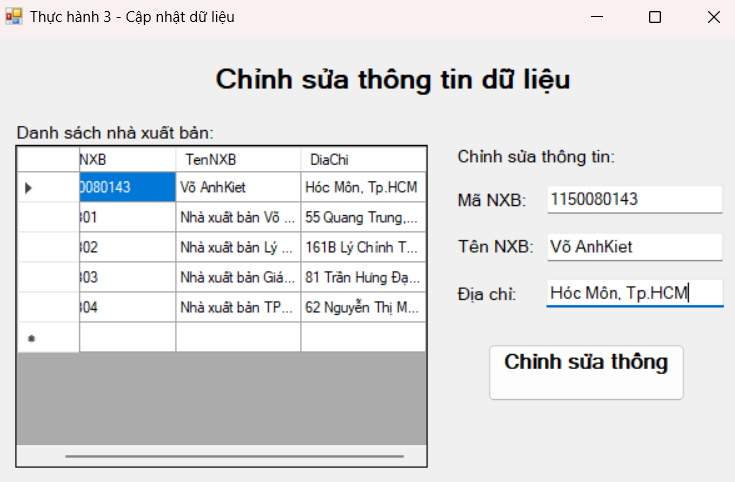 Thực hành 3 - Cập nhật dữ liệu
Chỉnh sửa thông tin dữ liệu
Danh sách nhà xuất bản:
NXB TenNXB DiaChi
0080143 Võ AnhKiet Hóc Môn, Tp.HCM
01 Nhà xuất bản Võ ... 55 Quang Trung,...
02 Nhà xuất bản Lý ... 161B Lý Chính T...
03 Nhà xuất bản Giá... 81 Trần Hưng Đạ...
04 Nhà xuất bản TP... 62 Nguyễn Thị M...
Chỉnh sửa thông tin:
Mã NXB: 1150080143
Tên NXB: Võ AnhKiet
Địa chỉ: Hóc Môn, Tp.HCM
Chỉnh sửa thông